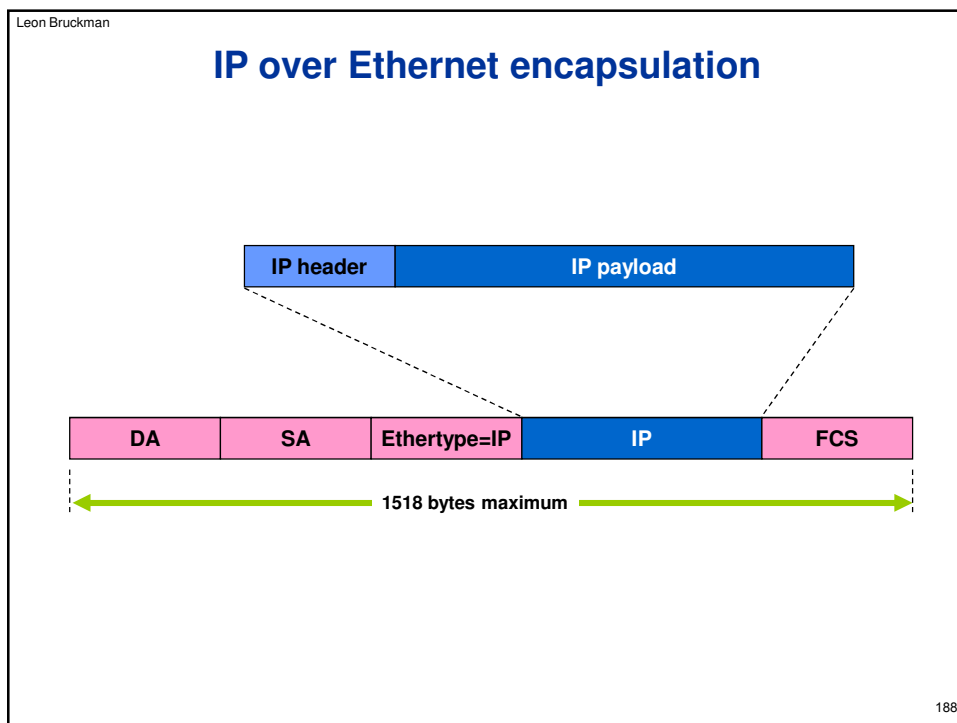 Leon Bruckman
IP over Ethernet encapsulation
IP header IP payload
DA SA Ethertype=IP IP FCS
1518 bytes maximum
188